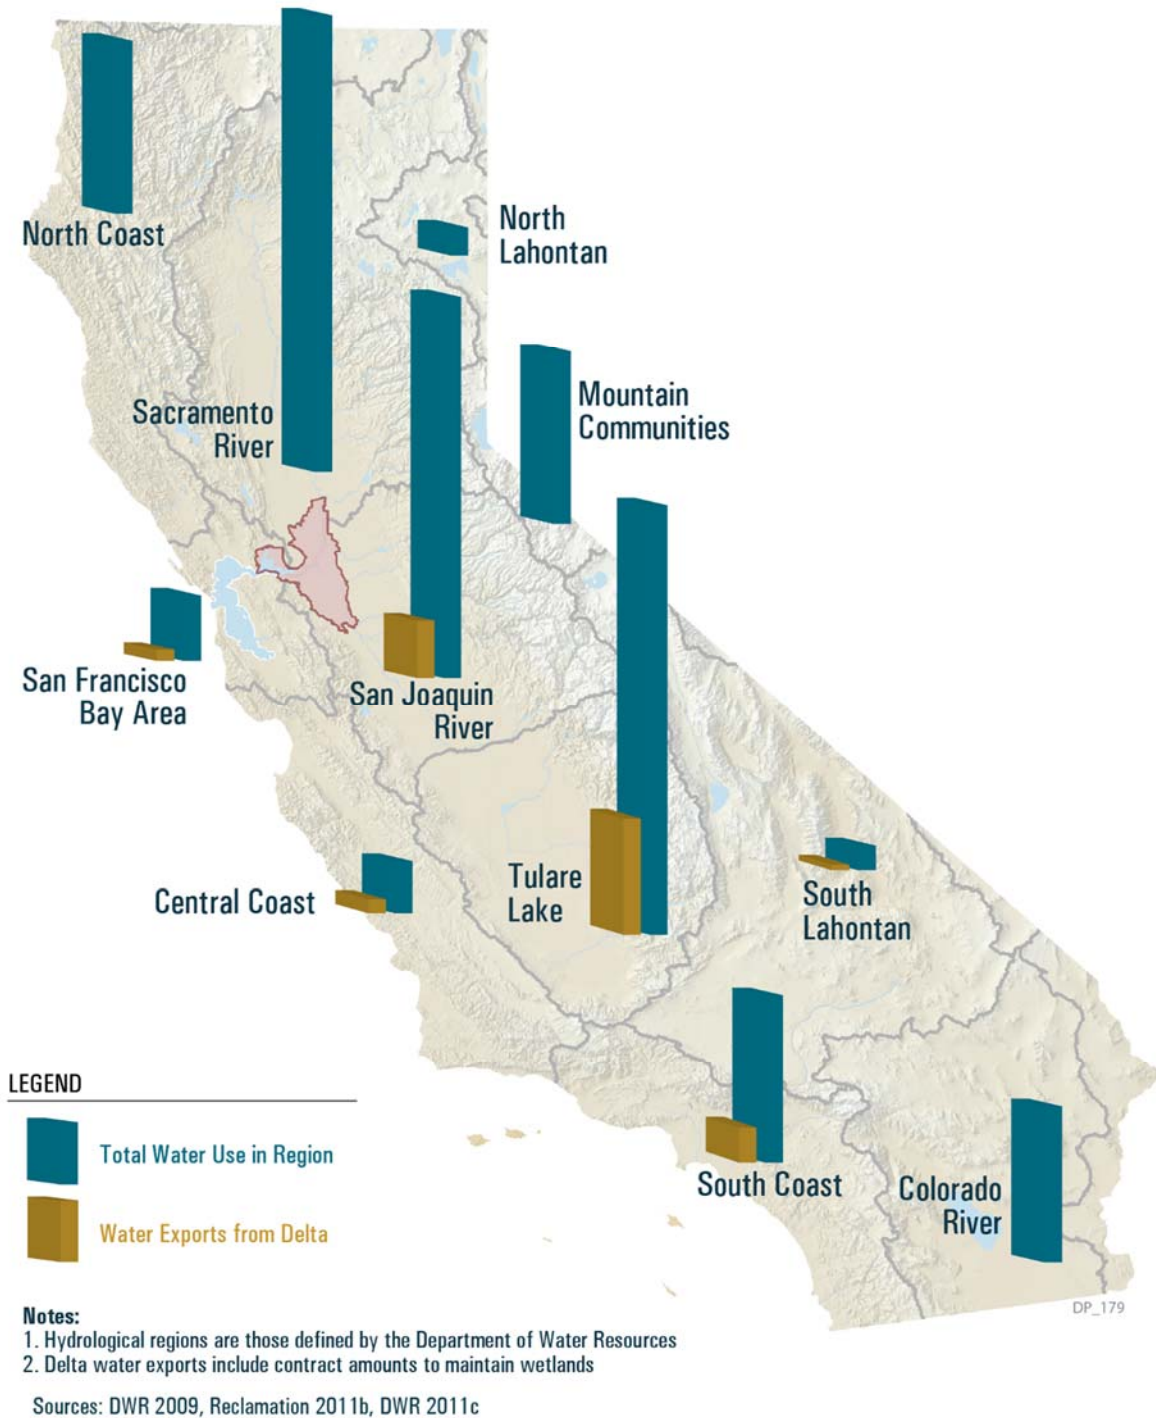 North Coast
North
Lahontan
Sacramento
River
Mountain
Communities
San Francisco
Bay Area
San Joaquin
River
Central Coast
Tulare
Lake
South
Lahontan
South Coast
Colorado
River
LEGEND
Total Water Use in Region
Water Exports from Delta
DP_179
Notes:
1. Hydrological regions are those defined by the Department of Water Resources
2. Delta water exports include contract amounts to maintain wetlands
Sources: DWR 2009, Reclamation 2011b, DWR 2011c